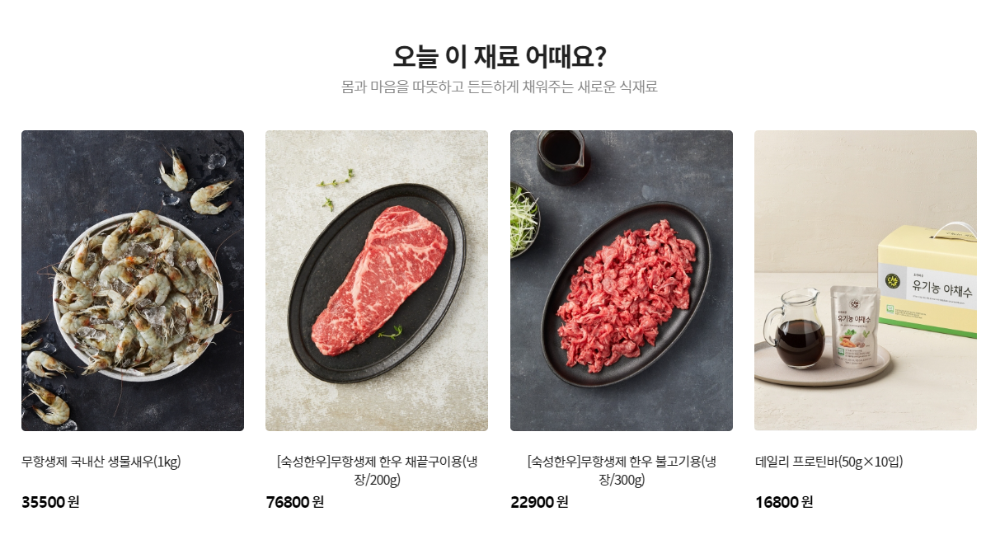 오늘 이 재료 어때요?
몸과 마음을 따뜻하고 든든하게 채워주는 새로운 식재료
유기농 야채수
유기농 야채수
무항생제 국내산 생물새우(1kg)
35500 원
[숙성한우]무항생제 한우 채끝구이용(냉
장/200g)
76800 원
[숙성한우]무항생제 한우 불고기용(냉
장/300g)
22900 원
데일리 프로틴바(50g×10입)
16800 원